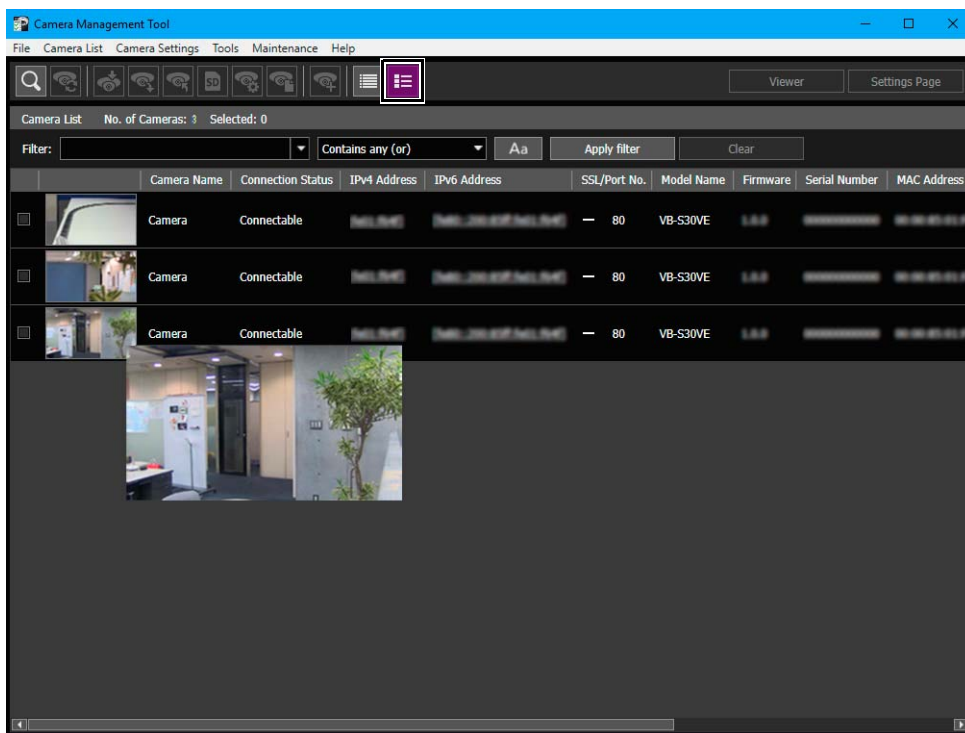 Camera Management Tool
File Camera List Camera Settings Tools Maintenance Help
SD Viewer Settings Page
Camera List No. of Cameras: 3 Selected: 0
Filter: Contains any (or) Aa Apply filter Clear
Camera Name Connection Status IPv4 Address IPv6 Address SSL/Port No. Model Name Firmware Serial Number MAC Address
Camera Connectable — 80 VB-S30VE
Camera Connectable — 80 VB-S30VE
Camera Connectable — 80 VB-S30VE